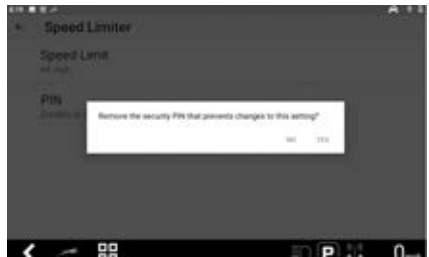 Speed Limiter
Speed Limit
PIN
Remove the security PIN that prevents changes to this setting?
NO YES
P